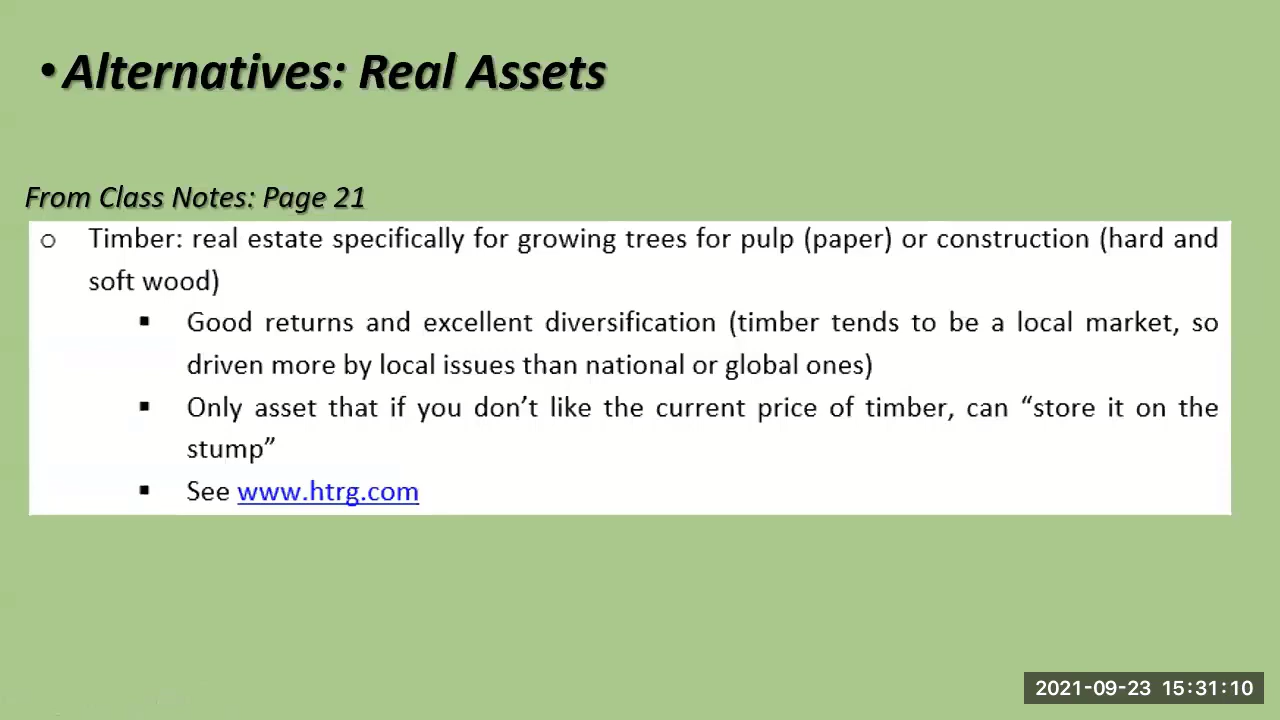 •Alternatives: Real Assets
From Class Notes: Page 21
o Timber: real estate specifically for growing trees for pulp (paper) or construction (hard and
soft wood)
▪ Good returns and excellent diversification (timber tends to be a local market, so
driven more by local issues than national or global ones)
▪ Only asset that if you don’t like the current price of timber, can “store it on the
stump”
▪ See www.htrg.com
2021-09-23 15:31:10